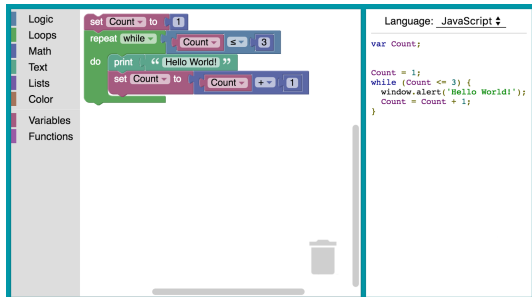 Logic
Loops
Math
Text
Lists
Color
Variables
Functions
set Count to 1
repeat while Count ≤ 3
do print “ Hello World! ”
set Count to Count + 1
Language: JavaScript
var Count;
Count = 1;
while (Count <= 3) {
window.alert('Hello World!');
Count = Count + 1;
}